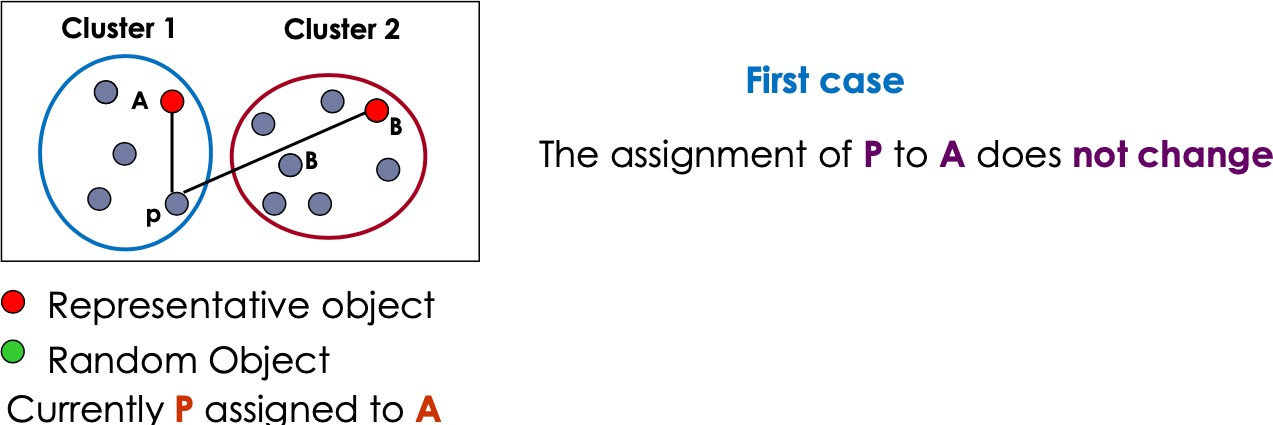 Cluster 1
Cluster 2
A
B
B
p
First case
The assignment of P to A does not change
Representative object
Random Object
Currently P assigned to A